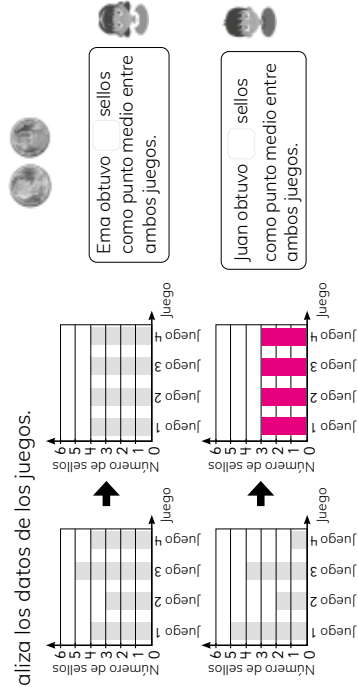 aliza los datos de los juegos.
Número de sellos
6
5
4
3
2
1
0
Juego 1
Juego 2
Juego 3
Juego 4
Juego
Número de sellos
6
5
4
3
2
1
0
Juego 1
Juego 2
Juego 3
Juego 4
Juego
Ema obtuvo sellos
como punto medio entre
ambos juegos.
Número de sellos
6
5
4
3
2
1
0
Juego 1
Juego 2
Juego 3
Juego 4
Juego
Número de sellos
6
5
4
3
2
1
0
Juego 1
Juego 2
Juego 3
Juego 4
Juego
Juan obtuvo sellos
como punto medio entre
ambos juegos.